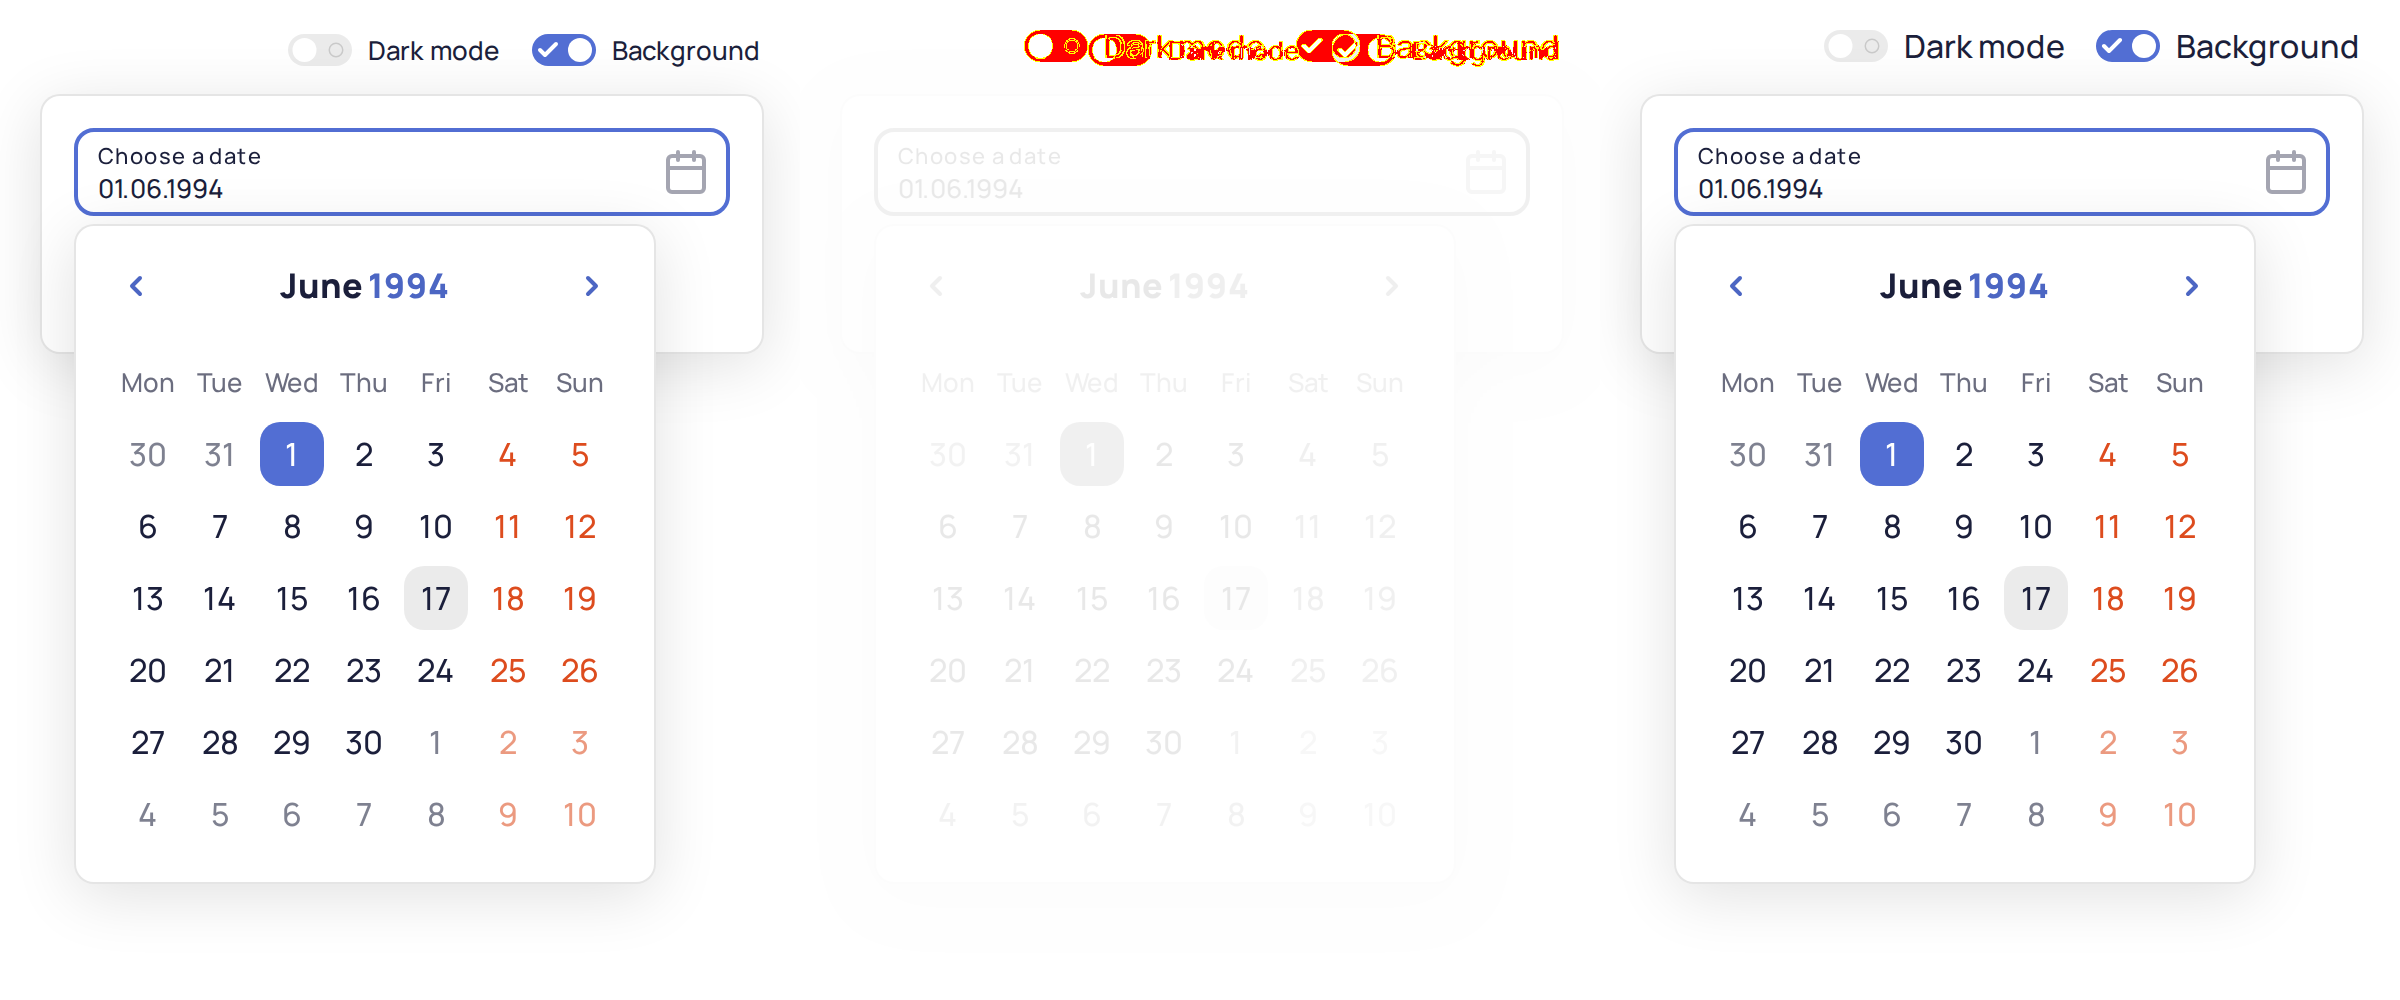 Dark mode Background
Choose a date
01.06.1994
June 1994
Mon Tue Wed Thu Fri Sat Sun
30 31 1 2 3 4 5
6 7 8 9 10 11 12
13 14 15 16 17 18 19
20 21 22 23 24 25 26
27 28 29 30 1 2 3
4 5 6 7 8 9 10
Dark mode Background
Choose a date
01.06.1994
June 1994
Mon Tue Wed Thu Fri Sat Sun
30 31 1 2 3 4 5
6 7 8 9 10 11 12
13 14 15 16 17 18 19
20 21 22 23 24 25 26
27 28 29 30 1 2 3
4 5 6 7 8 9 10
Dark mode Background
Choose a date
01.06.1994
June 1994
Mon Tue Wed Thu Fri Sat Sun
30 31 1 2 3 4 5
6 7 8 9 10 11 12
13 14 15 16 17 18 19
20 21 22 23 24 25 26
27 28 29 30 1 2 3
4 5 6 7 8 9 10